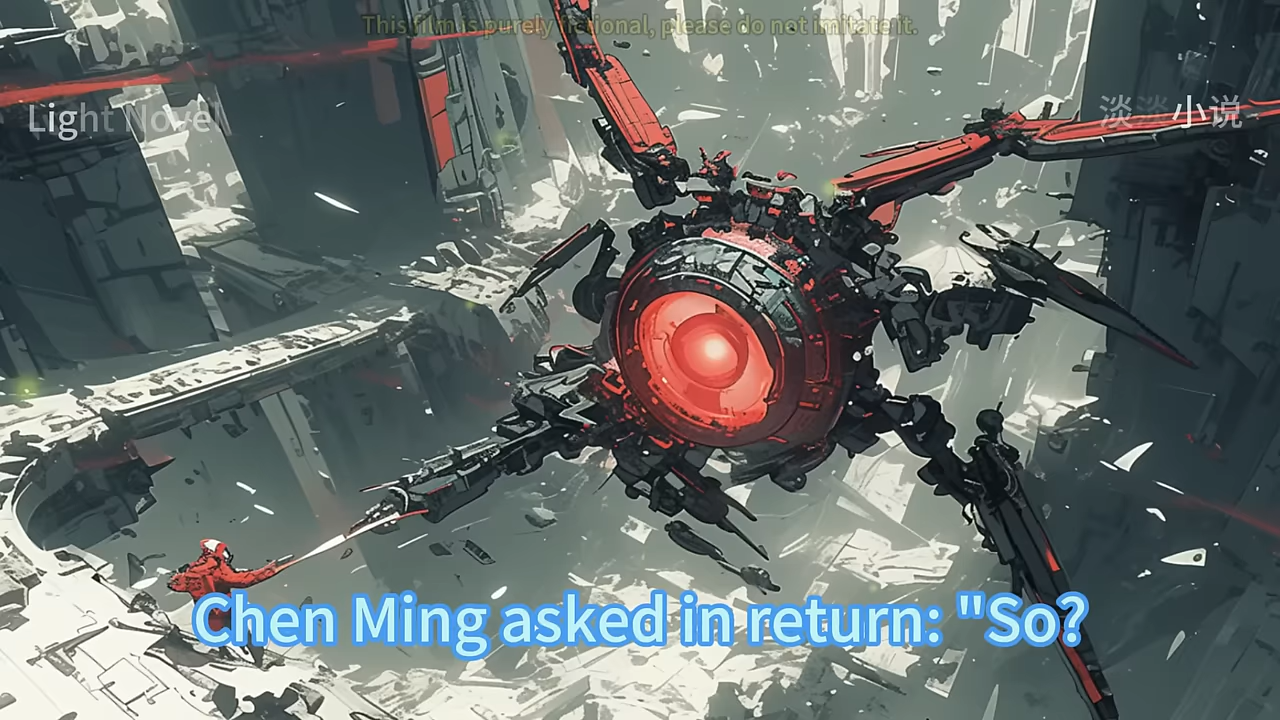 This film is purely fictional, please do not imitate it.
Light Novel
淡淡小说
Chen Ming asked in return: "So?